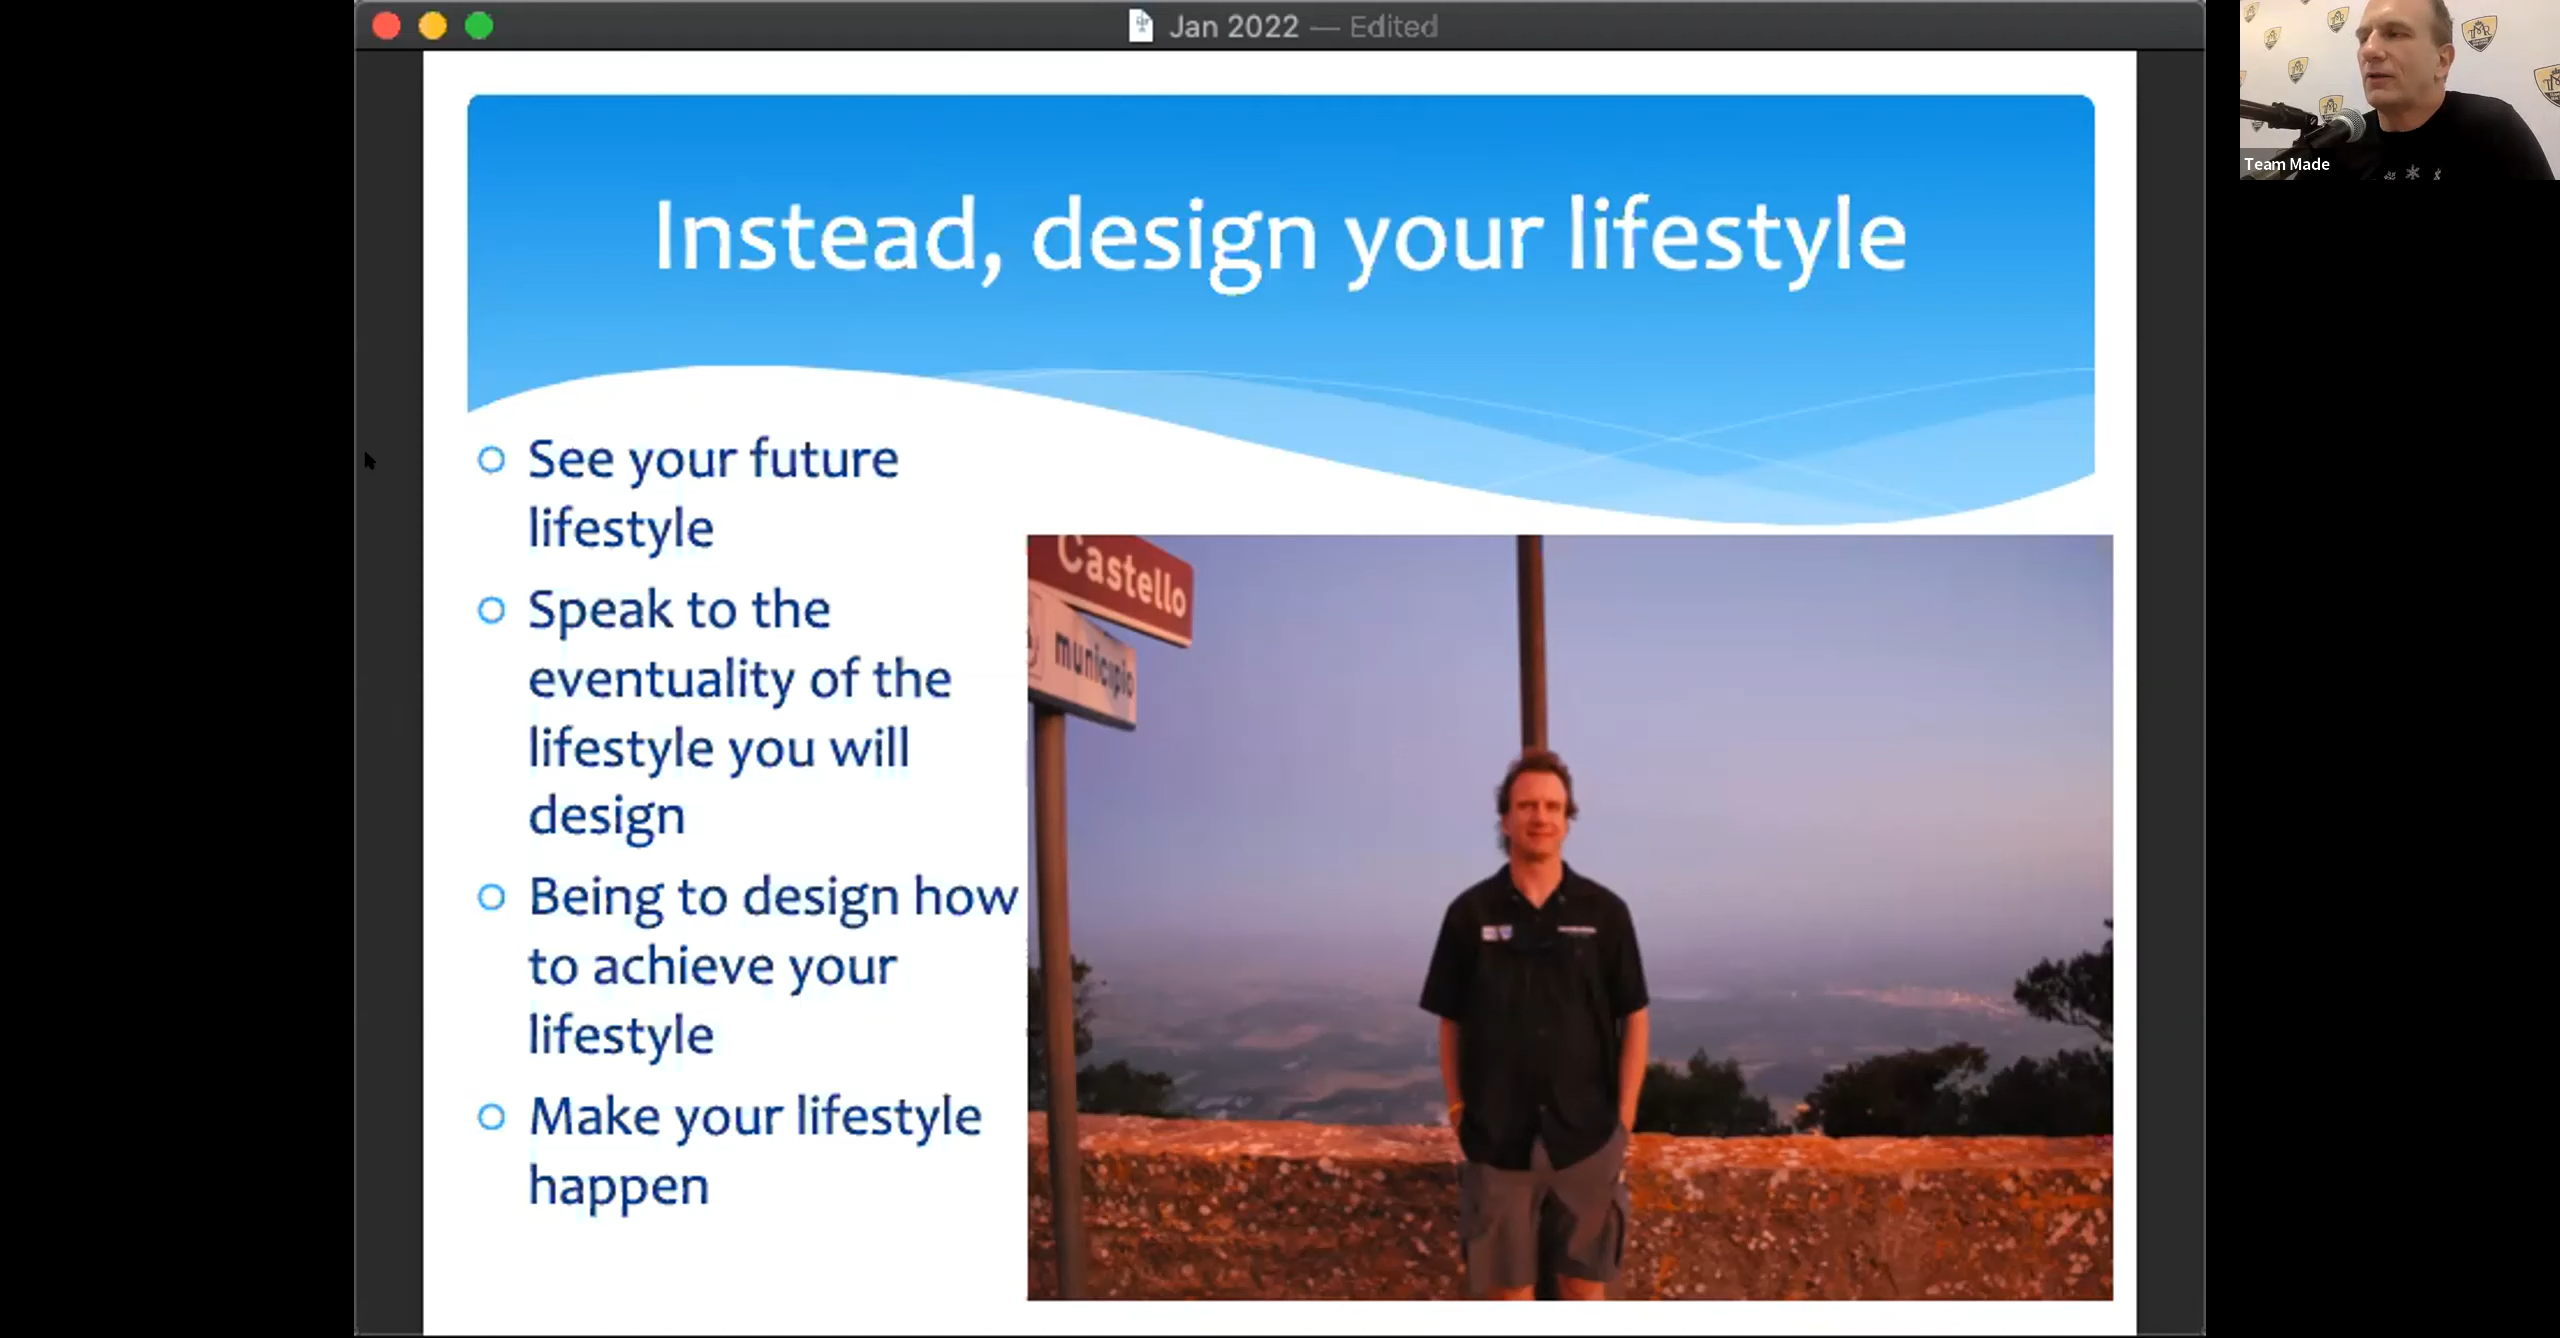 Jan 2022 — Edited
Instead, design your lifestyle
See your future
lifestyle
Speak to the
eventuality of the
lifestyle you will
design
Being to design how
to achieve your
lifestyle
Make your lifestyle
happen
Castello
municipio
Team Made
TMR